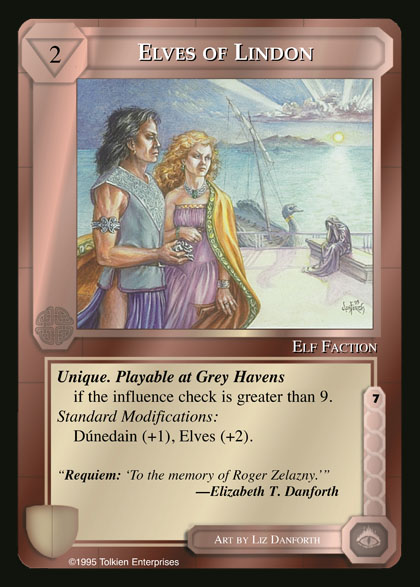 2
Elves of Lindon
Danforth
Elf Faction
Unique. Playable at Grey Havens
if the influence check is greater than 9.
Standard Modifications:
Dúnedain (+1), Elves (+2).
7
“Requiem: ‘To the memory of Roger Zelazny.’”
—Elizabeth T. Danforth
Art by Liz Danforth
©1995 Tolkien Enterprises